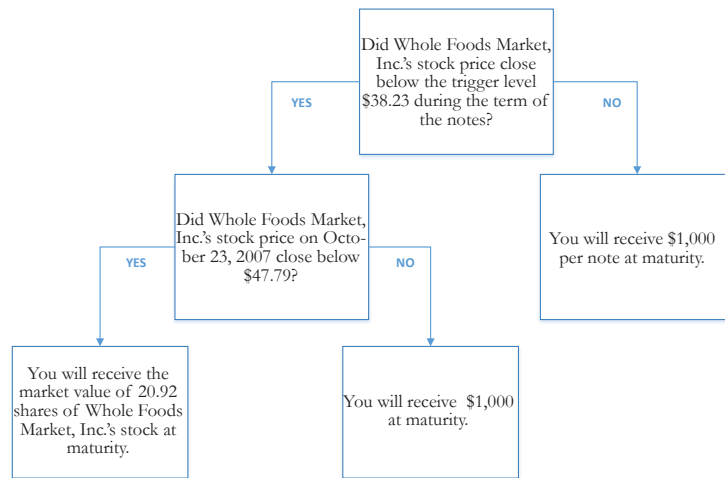 Did Whole Foods Market,
Inc.'s stock price close
below the trigger level
$38.23 during the term of
the notes?
YES
NO
Did Whole Foods Market,
Inc.'s stock price on Octo-
ber 23, 2007 close below
$47.79?
You will receive $1,000
per note at maturity.
YES
NO
You will receive the
market value of 20.92
shares of Whole Foods
Market, Inc.'s stock at
maturity.
You will receive $1,000
at maturity.